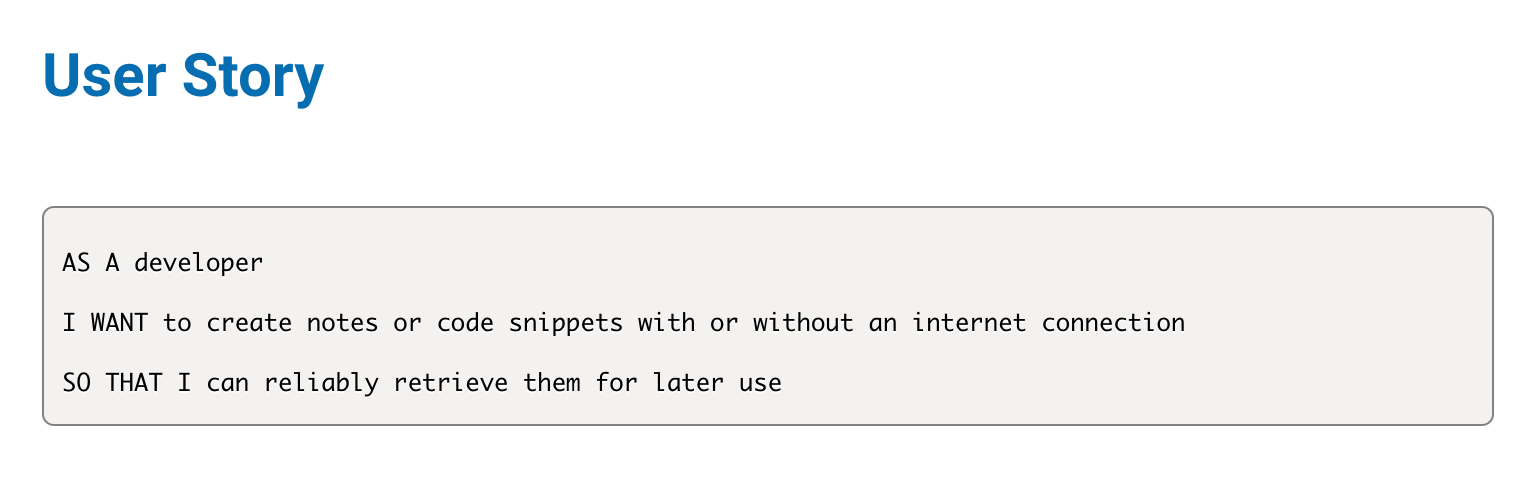 User Story
AS A developer
I WANT to create notes or code snippets with or without an internet connection
SO THAT I can reliably retrieve them for later use